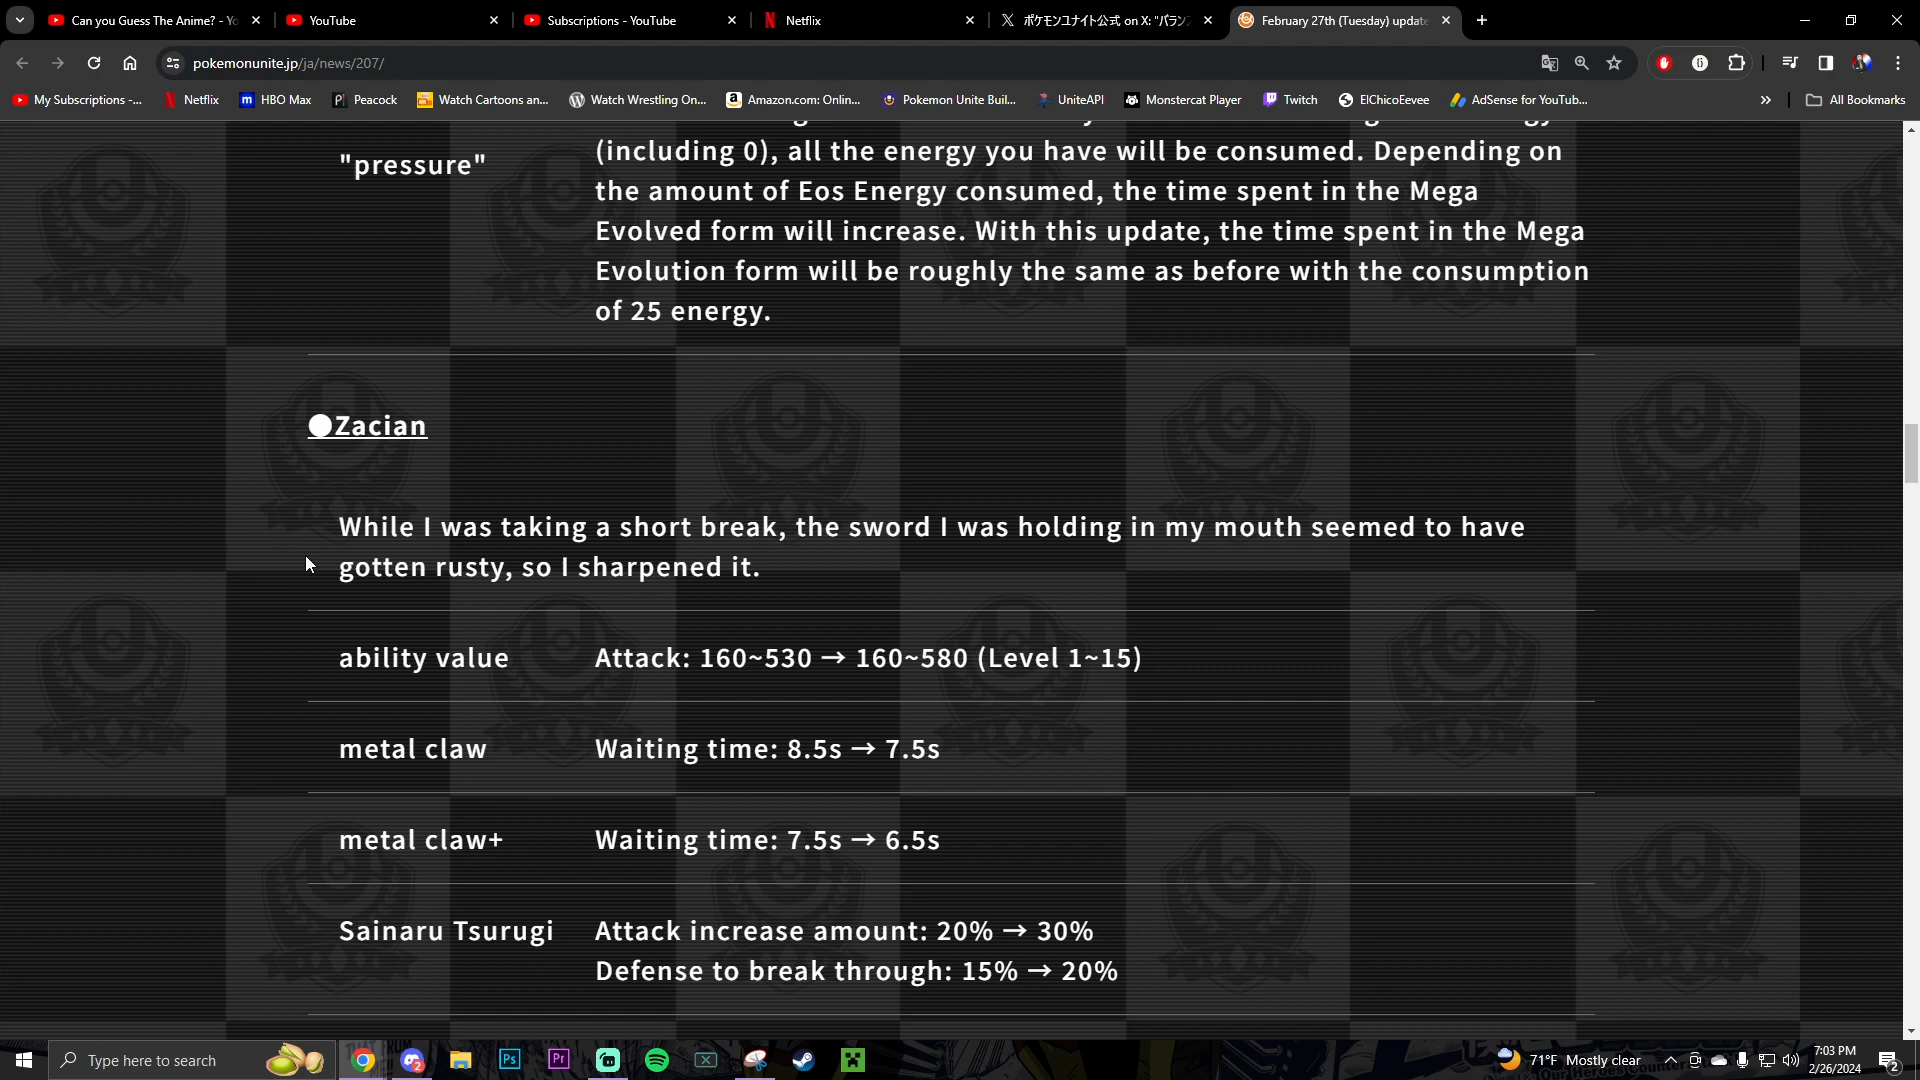 Can you Guess The Anime? - Yo
YouTube
Subscriptions - YouTube
Netflix
ポケモンユナイト公式 on X: "バラン
February 27th (Tuesday) update
pokemonunite.jp/ja/news/207/
My Subscriptions -...
Netflix
HBO Max
Peacock
Watch Cartoons an...
Watch Wrestling On...
Amazon.com: Onlin...
Pokemon Unite Buil...
UniteAPI
Monstercat Player
Twitch
ElChicoEevee
AdSense for YouTub...
All Bookmarks
"pressure"
(including 0), all the energy you have will be consumed. Depending on
the amount of Eos Energy consumed, the time spent in the Mega
Evolved form will increase. With this update, the time spent in the Mega
Evolution form will be roughly the same as before with the consumption
of 25 energy.
●Zacian
While I was taking a short break, the sword I was holding in my mouth seemed to have
gotten rusty, so I sharpened it.
ability value
Attack: 160~530 → 160~580 (Level 1~15)
metal claw
Waiting time: 8.5s → 7.5s
metal claw+
Waiting time: 7.5s → 6.5s
Sainaru Tsurugi
Attack increase amount: 20% → 30%
Defense to break through: 15% → 20%
Type here to search
71°F Mostly clear
7:03 PM
2/26/2024